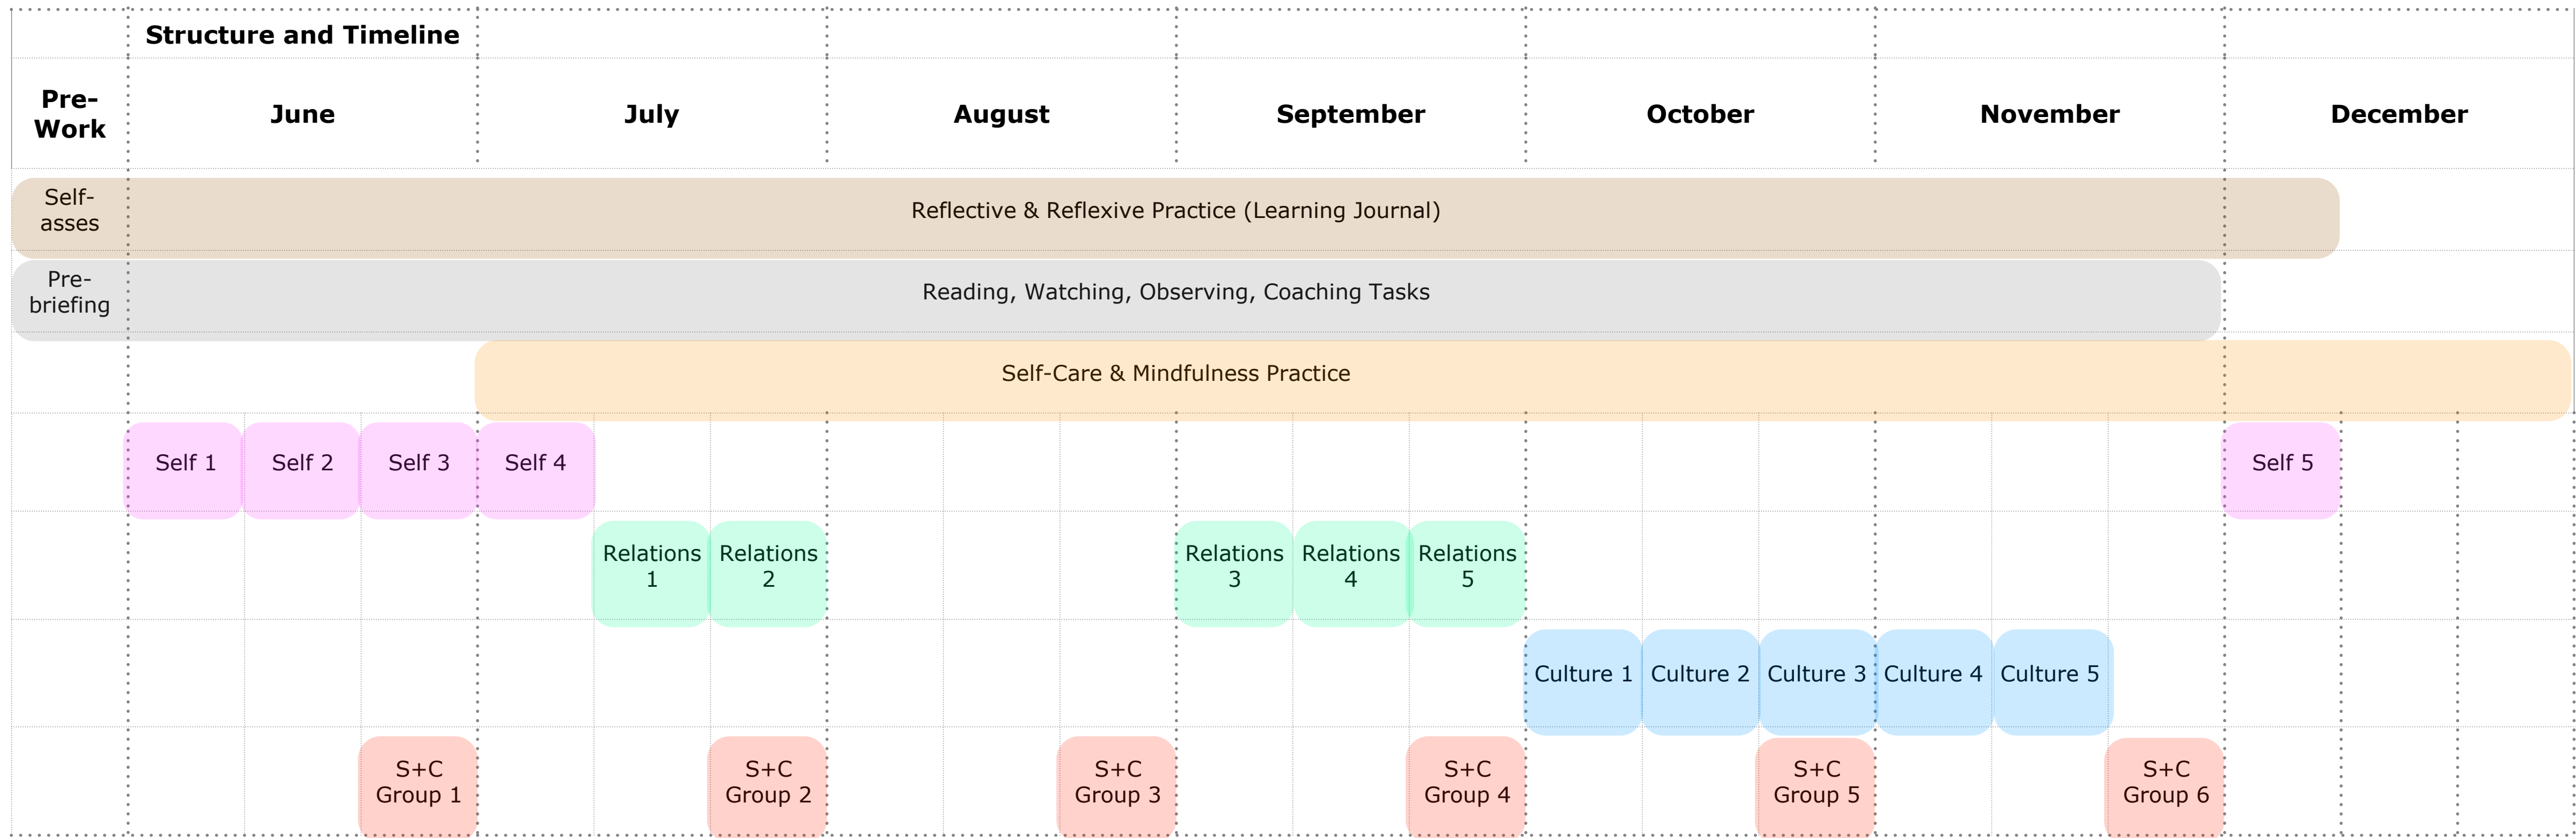 Structure and Timeline
Pre-
Work
June
July
August
September
October
November
December
Self-
asses
Reflective & Reflexive Practice (Learning Journal)
Pre-
briefing
Reading, Watching, Observing, Coaching Tasks
Self-Care & Mindfulness Practice
Self 1
Self 2
Self 3
Self 4
Self 5
Relations
1
Relations
2
Relations
3
Relations
4
Relations
5
Culture 1
Culture 2
Culture 3
Culture 4
Culture 5
S+C
Group 1
S+C
Group 2
S+C
Group 3
S+C
Group 4
S+C
Group 5
S+C
Group 6